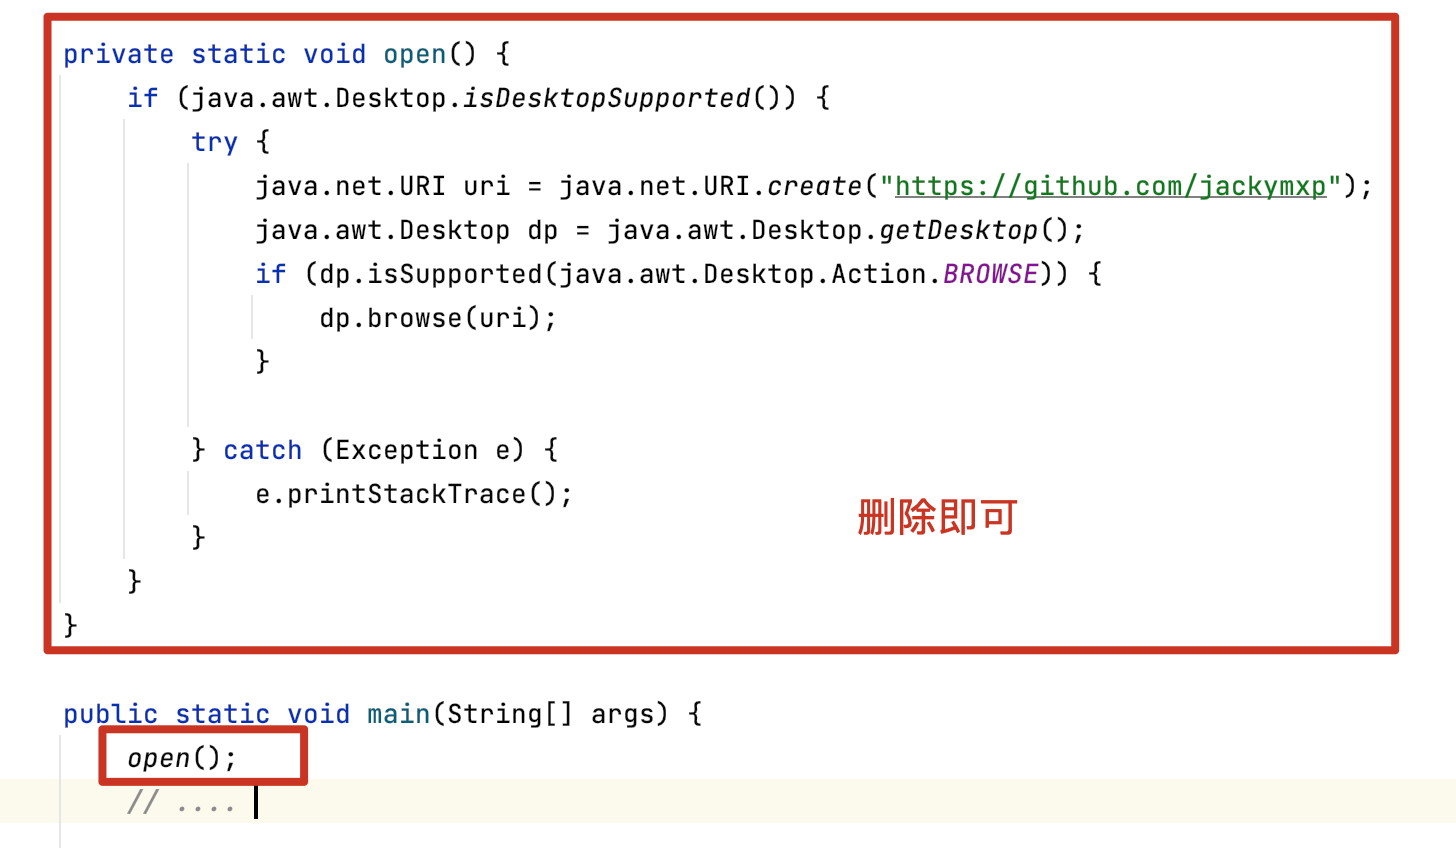 private static void open() {
if (java.awt.Desktop.isDesktopSupported()) {
try {
java.net.URI uri = java.net.URI.create("https://github.com/jackymxp");
java.awt.Desktop dp = java.awt.Desktop.getDesktop();
if (dp.isSupported(java.awt.Desktop.Action.BROWSE)) {
dp.browse(uri);
}
} catch (Exception e) {
e.printStackTrace();
删除即可
}
}
}
public static void main(String[] args) {
open();
// ....